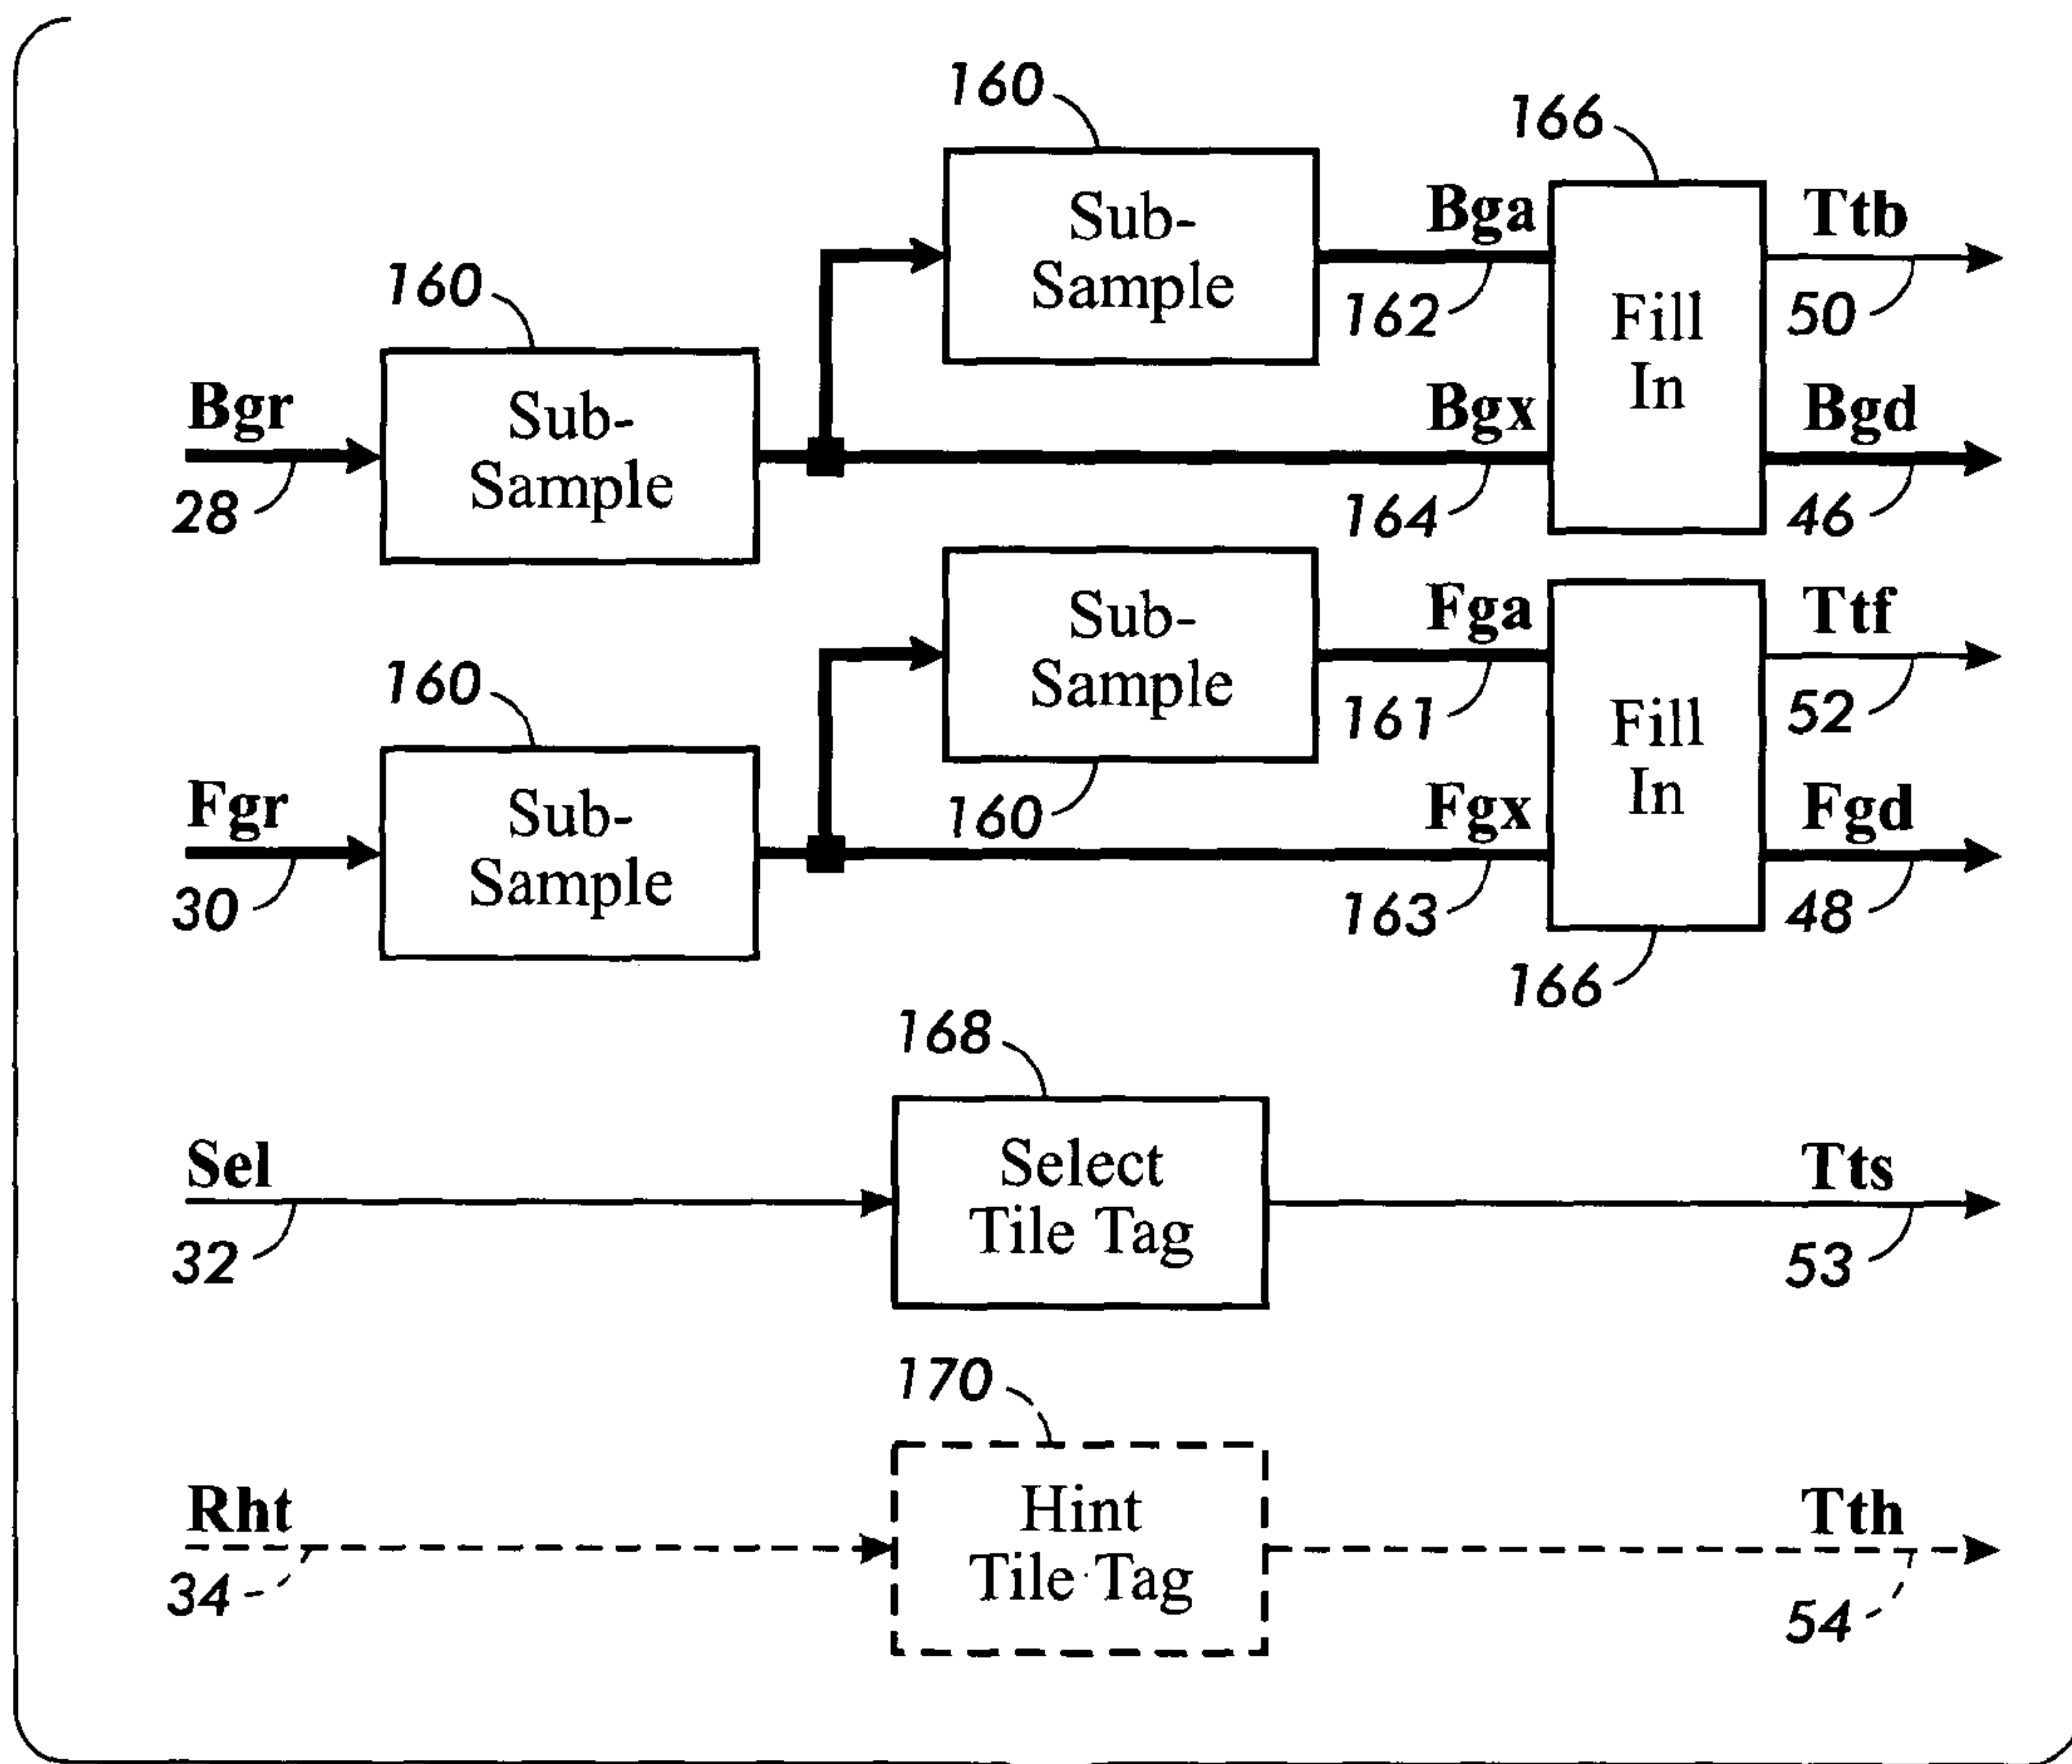 160
166
Sub-
Sample
Bga
162
Fill
In
Ttb
50
160
Bgr
28
Sub-
Sample
Bgx
164
Bgd
46
160
Fgr
30
Sub-
Sample
Sub-
Sample
160
Fga
161
Fgx
163
Fill
In
166
Ttf
52
Fgd
48
168
Sel
32
Select
Tile Tag
Tts
53
170
Rht
34
Hint
Tile Tag
Tth
54